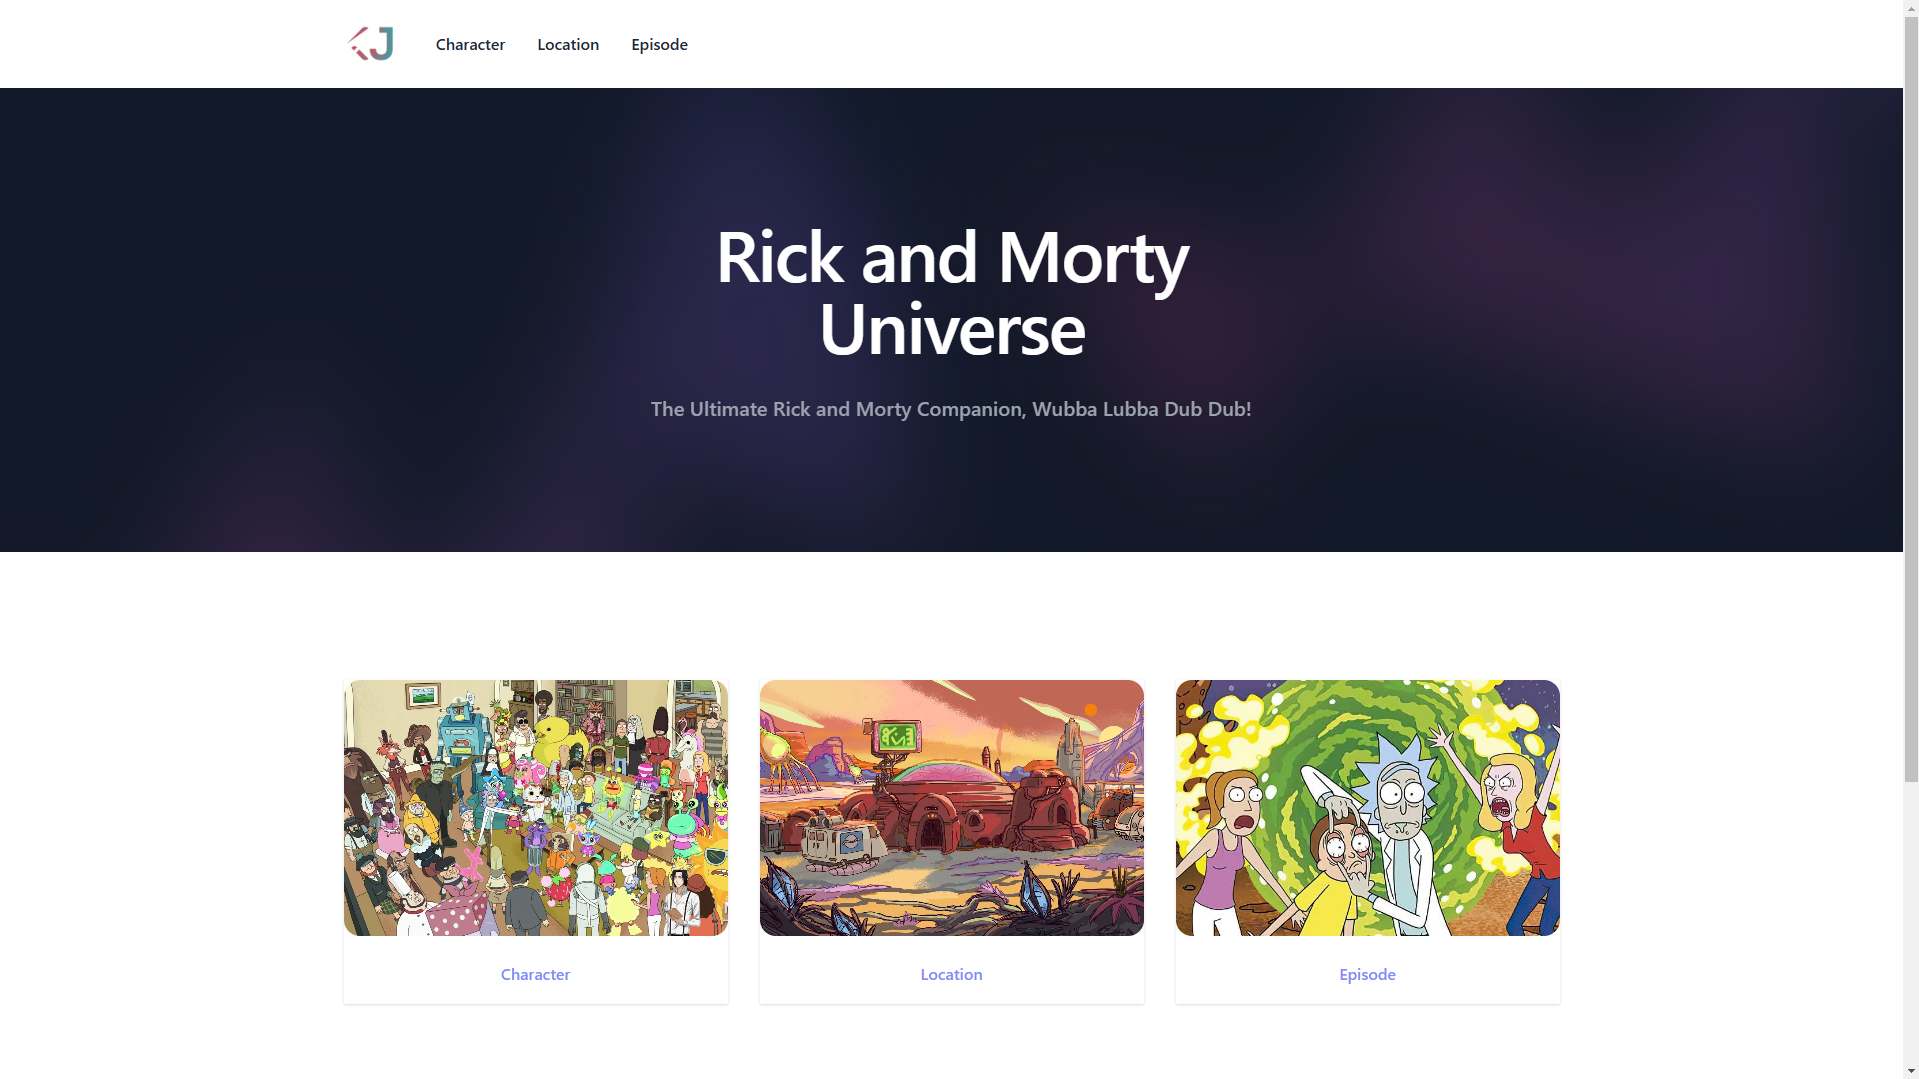 Character
Location
Episode
Rick and Morty
Universe
The Ultimate Rick and Morty Companion, Wubba Lubba Dub Dub!
Character
Location
Episode